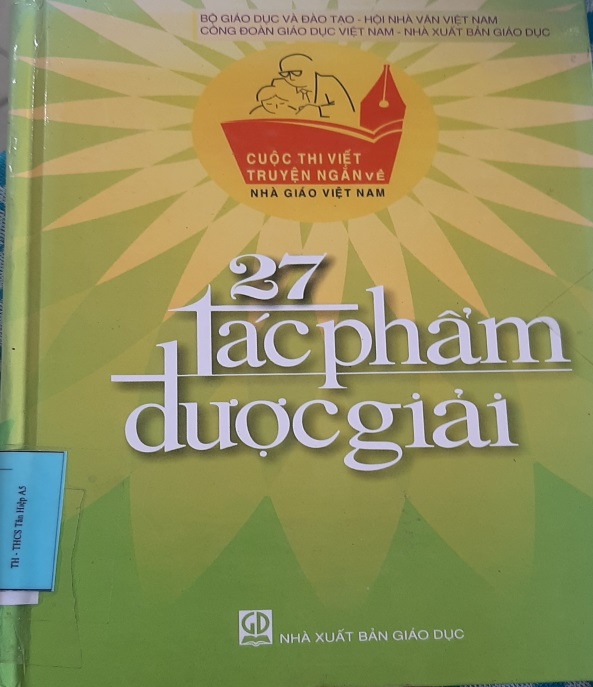 BỘ GIÁO DỤC VÀ ĐÀO TẠO - HỘI NHÀ VĂN VIỆT NAM
CÔNG ĐOÀN GIÁO DỤC VIỆT NAM - NHÀ XUẤT BẢN GIÁO DỤC
CUỘC THI VIẾT
TRUYỆN NGẮN VỀ
NHÀ GIÁO VIỆT NAM
27
tác phẩm
được giải
TH - THCS Tân Hiệp A5
GD
NHÀ XUẤT BẢN GIÁO DỤC